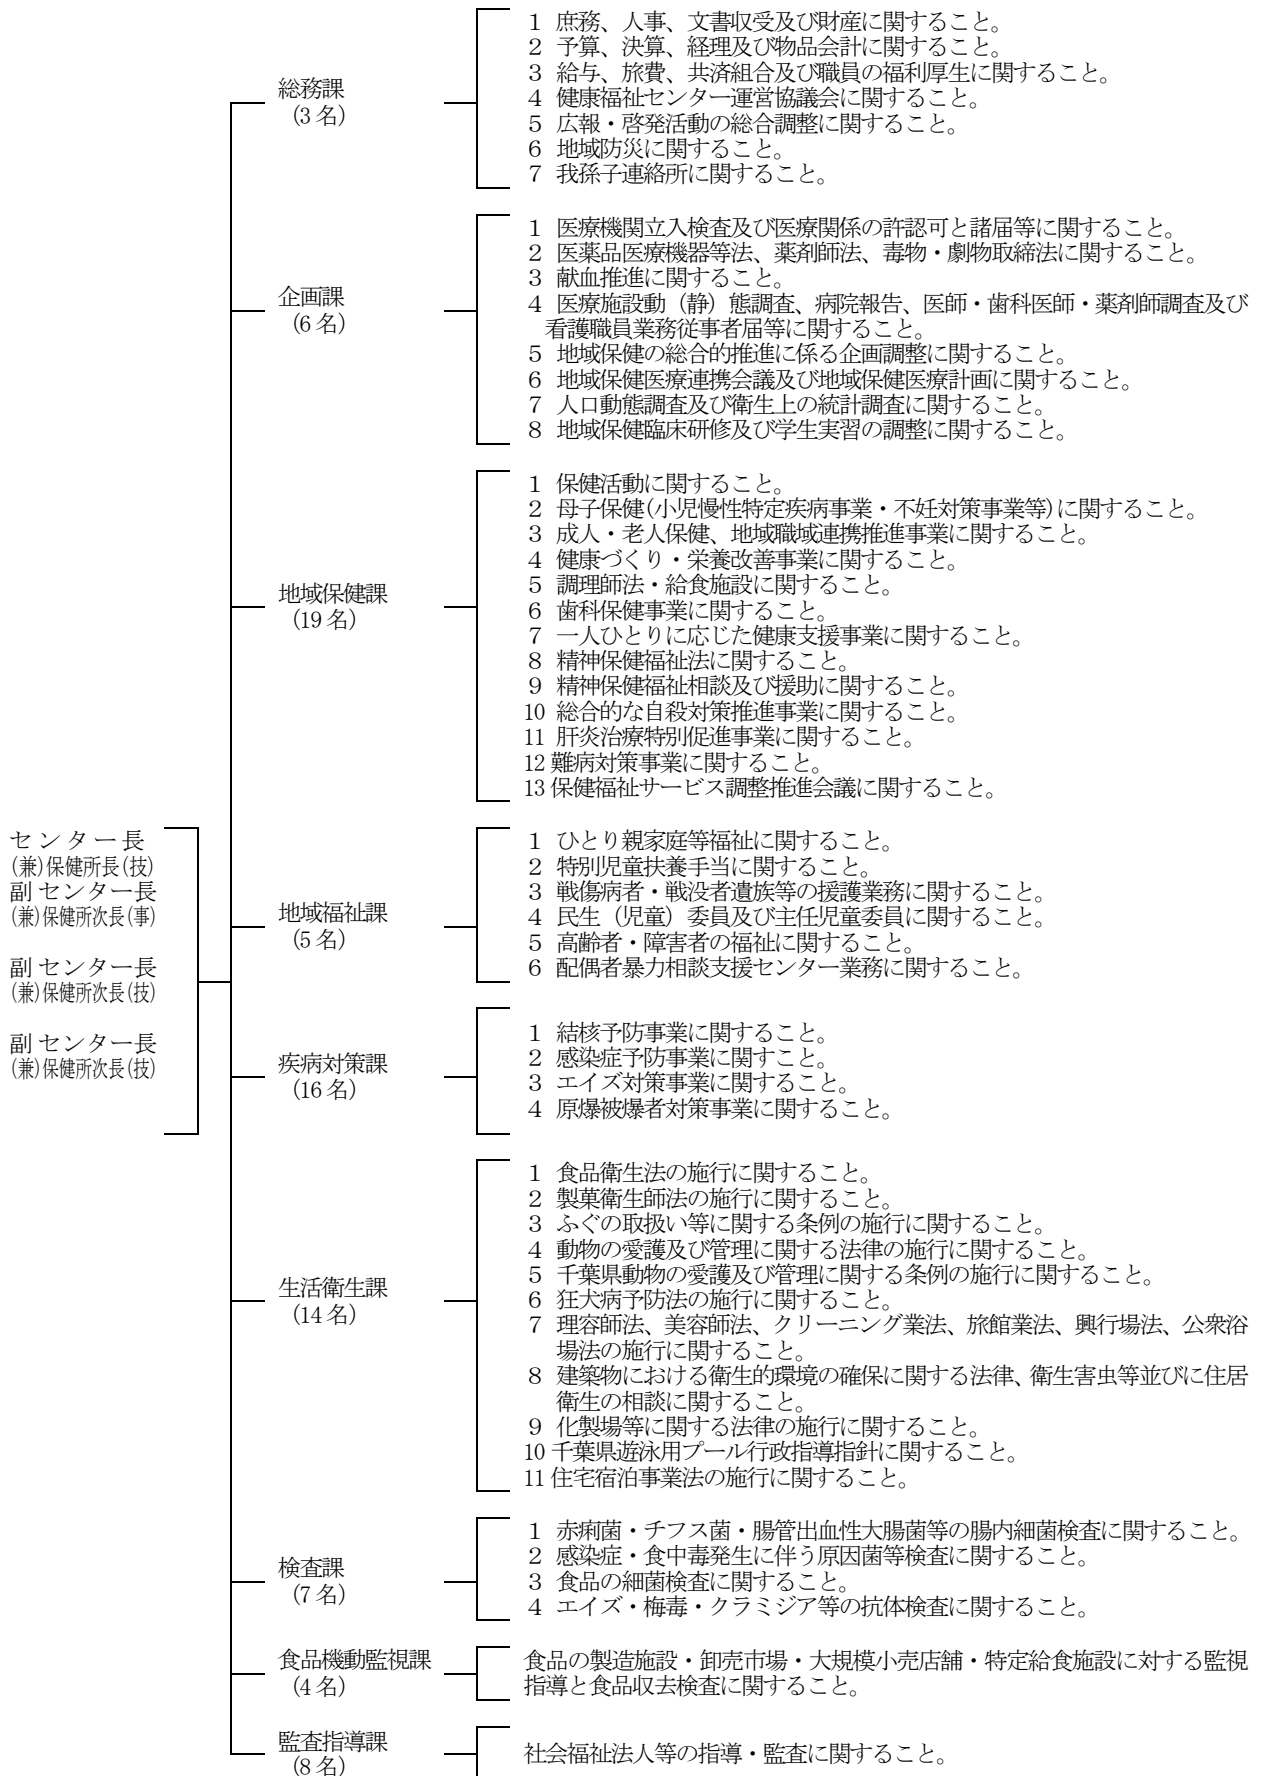 センター長
(兼)保健所長(技)
副センター長
(兼)保健所次長(事)
副センター長
(兼)保健所次長(技)
副センター長
(兼)保健所次長(技)
総務課
(3名)
1 庶務、人事、文書収受及び財産に関すること。
2 予算、決算、経理及び物品会計に関すること。
3 給与、旅費、共済組合及び職員の福利厚生に関すること。
4 健康福祉センター運営協議会に関すること。
5 広報・啓発活動の総合調整に関すること。
6 地域防災に関すること。
7 我孫子連絡所に関すること。
企画課
(6名)
1 医療機関立入検査及び医療関係の許認可と諸届等に関すること。
2 医薬品医療機器等法、薬剤師法、毒物・劇物取締法に関すること。
3 献血推進に関すること。
4 医療施設動（静）態調査、病院報告、医師・歯科医師・薬剤師調査及び
看護職員業務従事者届等に関すること。
5 地域保健の総合的推進に係る企画調整に関すること。
6 地域保健医療連携会議及び地域保健医療計画に関すること。
7 人口動態調査及び衛生上の統計調査に関すること。
8 地域保健臨床研修及び学生実習の調整に関すること。
地域保健課
(19名)
1 保健活動に関すること。
2 母子保健(小児慢性特定疾病事業・不妊対策事業等)に関すること。
3 成人・老人保健、地域職域連携推進事業に関すること。
4 健康づくり・栄養改善事業に関すること。
5 調理師法・給食施設に関すること。
6 歯科保健事業に関すること。
7 一人ひとりに応じた健康支援事業に関すること。
8 精神保健福祉法に関すること。
9 精神保健福祉相談及び援助に関すること。
10 総合的な自殺対策推進事業に関すること。
11 肝炎治療特別促進事業に関すること。
12 難病対策事業に関すること。
13 保健福祉サービス調整推進会議に関すること。
地域福祉課
(5名)
1 ひとり親家庭等福祉に関すること。
2 特別児童扶養手当に関すること。
3 戦傷病者・戦没者遺族等の援護業務に関すること。
4 民生（児童）委員及び主任児童委員に関すること。
5 高齢者・障害者の福祉に関すること。
6 配偶者暴力相談支援センター業務に関すること。
疾病対策課
(16名)
1 結核予防事業に関すること。
2 感染症予防事業に関すこと。
3 エイズ対策事業に関すること。
4 原爆被爆者対策事業に関すること。
生活衛生課
(14名)
1 食品衛生法の施行に関すること。
2 製菓衛生師法の施行に関すること。
3 ふぐの取扱い等に関する条例の施行に関すること。
4 動物の愛護及び管理に関する法律の施行に関すること。
5 千葉県動物の愛護及び管理に関する条例の施行に関すること。
6 狂犬病予防法の施行に関すること。
7 理容師法、美容師法、クリーニング業法、旅館業法、興行場法、公衆浴
場法の施行に関すること。
8 建築物における衛生的環境の確保に関する法律、衛生害虫等並びに住居
衛生の相談に関すること。
9 化製場等に関する法律の施行に関すること。
10 千葉県遊泳用プール行政指導指針に関すること。
11 住宅宿泊事業法の施行に関すること。
検査課
(7名)
1 赤痢菌・チフス菌・腸管出血性大腸菌等の腸内細菌検査に関すること。
2 感染症・食中毒発生に伴う原因菌等検査に関すること。
3 食品の細菌検査に関すること。
4 エイズ・梅毒・クラミジア等の抗体検査に関すること。
食品機動監視課
(4名)
食品の製造施設・卸売市場・大規模小売店舗・特定給食施設に対する監視
指導と食品収去検査に関すること。
監査指導課
(8名)
社会福祉法人等の指導・監査に関すること。